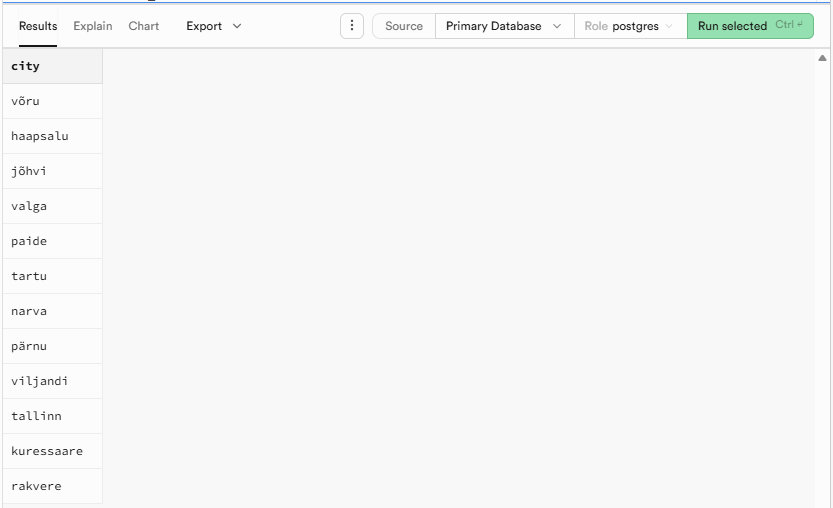 Results Explain Chart Export Source Primary Database Role postgres Run selected Ctrl ↵
city
võru
haapsalu
jõhvi
valga
paide
tartu
narva
pärnu
viljandi
tallinn
kuressaare
rakvere